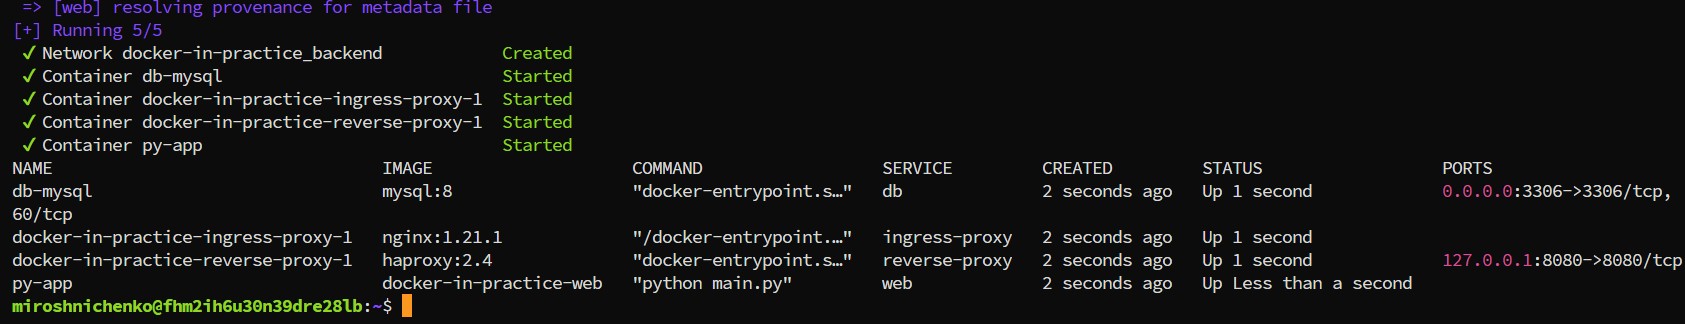 => [web] resolving provenance for metadata file
[+] Running 5/5
✓ Network docker-in-practice_backend Created
✓ Container db-mysql Started
✓ Container docker-in-practice-ingress-proxy-1 Started
✓ Container docker-in-practice-reverse-proxy-1 Started
✓ Container py-app Started
NAME IMAGE COMMAND SERVICE CREATED STATUS PORTS
db-mysql mysql:8 "docker-entrypoint.s…" db 2 seconds ago Up 1 second 0.0.0.0:3306->3306/tcp,
60/tcp
docker-in-practice-ingress-proxy-1 nginx:1.21.1 "/docker-entrypoint.…" ingress-proxy 2 seconds ago Up 1 second
docker-in-practice-reverse-proxy-1 haproxy:2.4 "docker-entrypoint.s…" reverse-proxy 2 seconds ago Up 1 second 127.0.0.1:8080->8080/tcp
py-app docker-in-practice-web "python main.py" web 2 seconds ago Up Less than a second
miroshnichenko@fhm2ih6u30n39dre28lb:~$